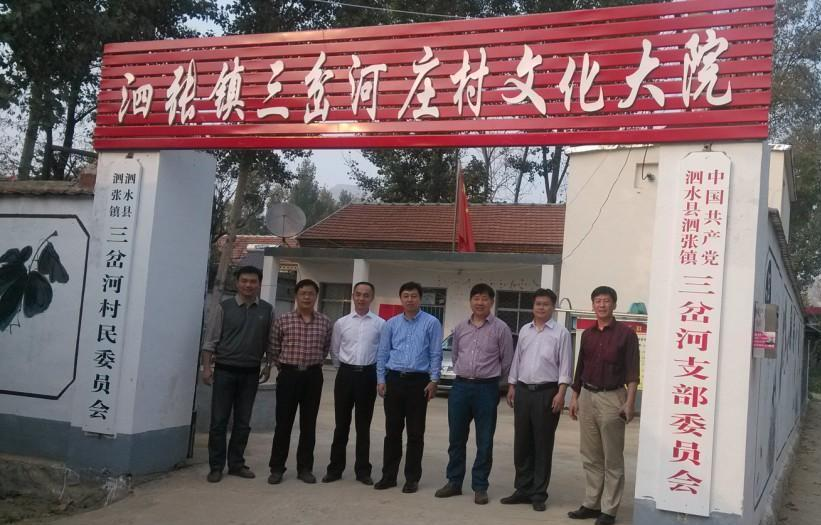 泗张镇三岔河庄村文化大院
泗水县
泗张镇
三岔河村民委员会
中国共产党
泗水县泗张镇
三岔河支部委员会